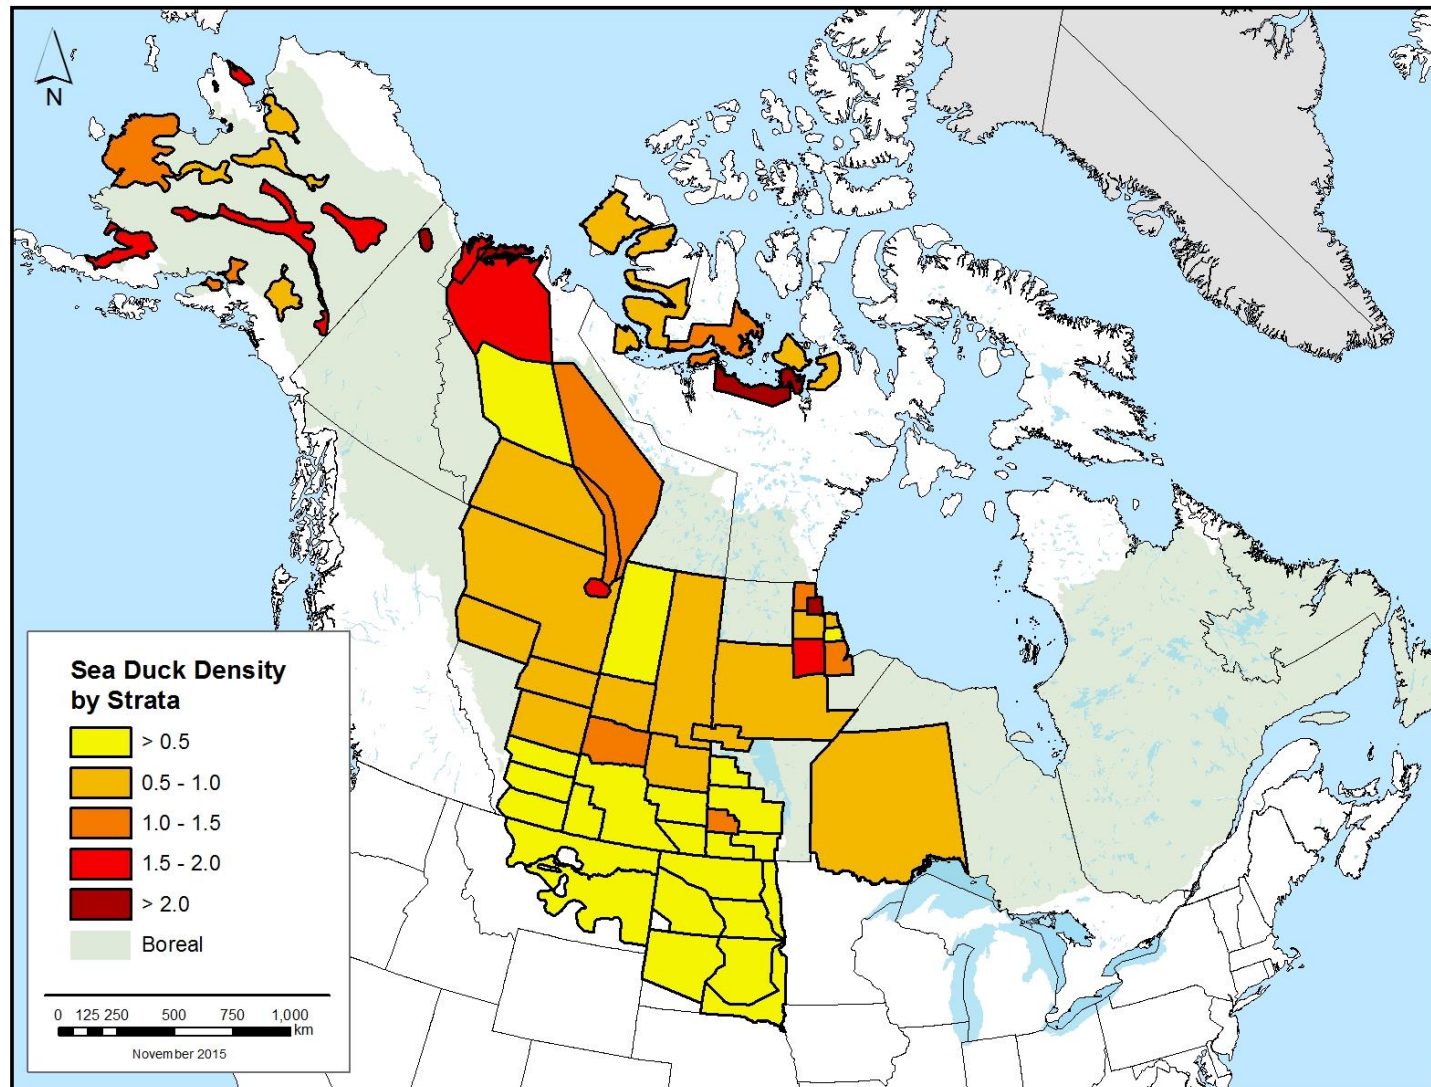 N
Sea Duck Density
by Strata
> 0.5
0.5 - 1.0
1.0 - 1.5
1.5 - 2.0
> 2.0
Boreal
0 125 250 500 750 1,000
km
November 2015